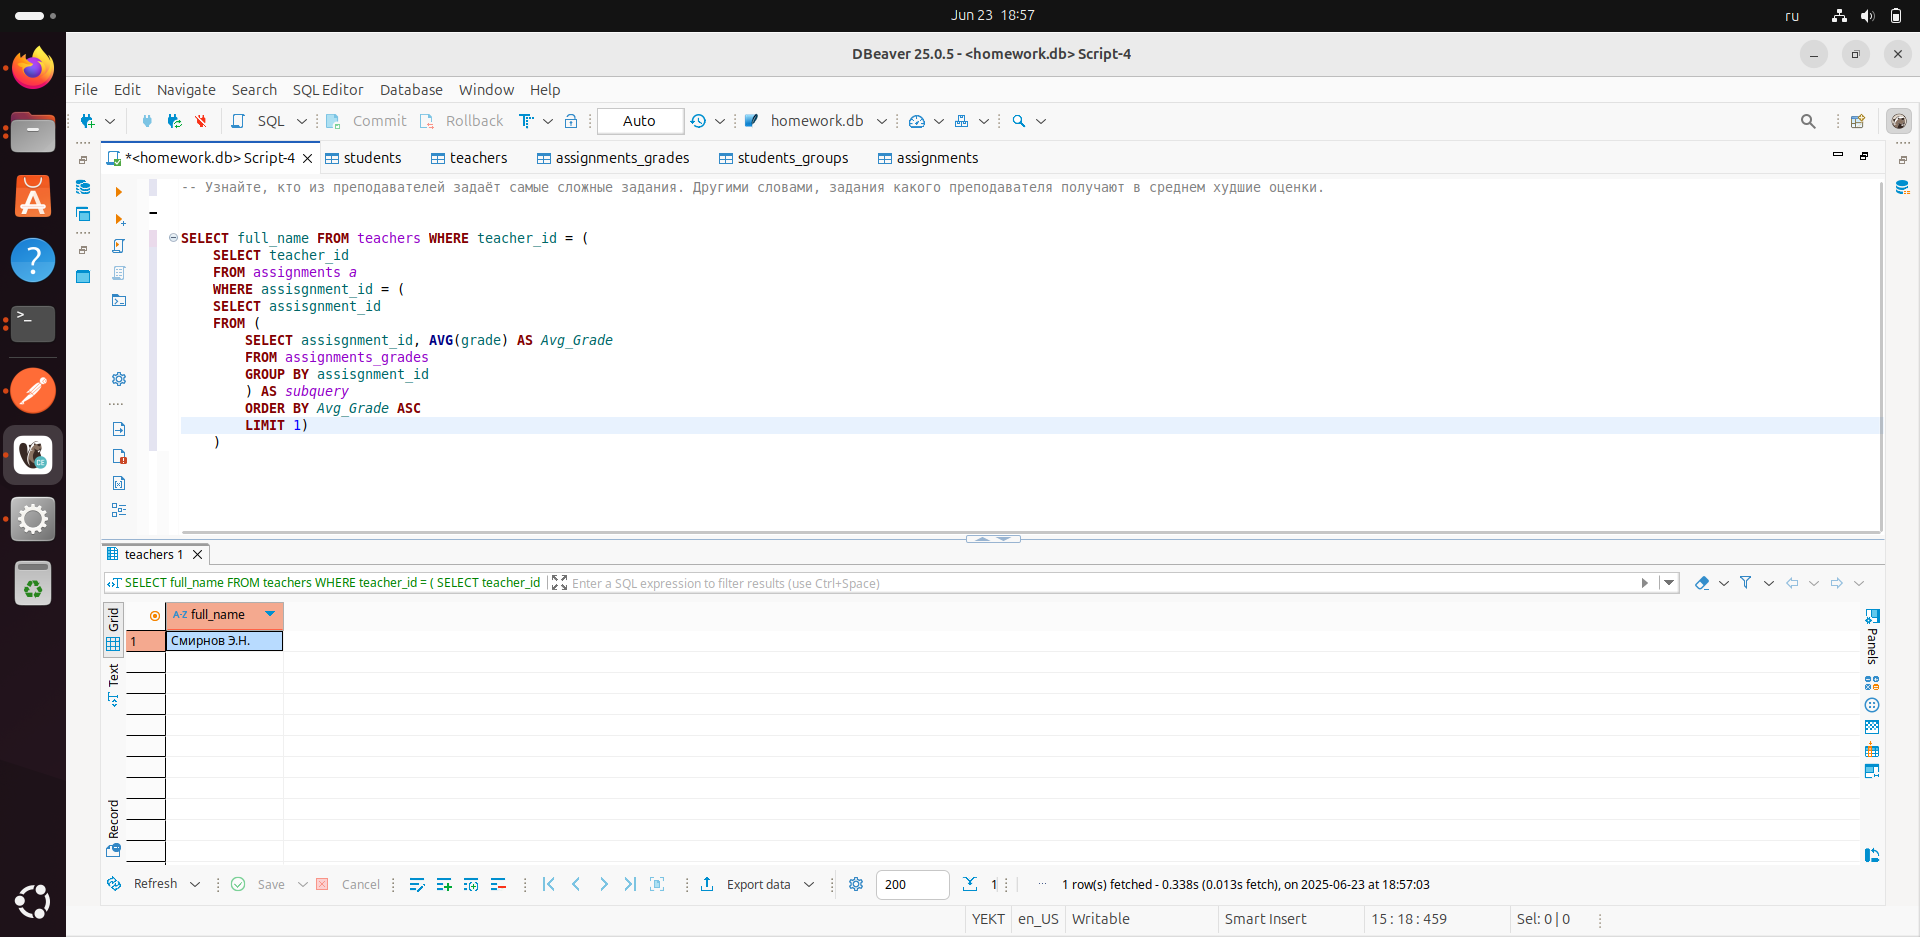 Jun 23 18:57
ru
DBeaver 25.0.5 - <homework.db> Script-4
File Edit Navigate Search SQL Editor Database Window Help
SQL Commit Rollback Auto homework.db
*<homework.db> Script-4 students teachers assignments_grades students_groups assignments
-- Узнайте, кто из преподавателей задаёт самые сложные задания. Другими словами, задания какого преподавателя получают в среднем худшие оценки.
SELECT full_name FROM teachers WHERE teacher_id = (
SELECT teacher_id
FROM assignments a
WHERE assisgnment_id = (
SELECT assisgnment_id
FROM (
SELECT assisgnment_id, AVG(grade) AS Avg_Grade
FROM assignments_grades
GROUP BY assisgnment_id
) AS subquery
ORDER BY Avg_Grade ASC
LIMIT 1)
)
teachers 1
SELECT full_name FROM teachers WHERE teacher_id = ( SELECT teacher_id
Enter a SQL expression to filter results (use Ctrl+Space)
Grid
Text
Record
A-Z full_name
1 Смирнов Э.Н.
Panels
Refresh Save Cancel Export data 200 1 1 row(s) fetched - 0.338s (0.013s fetch), on 2025-06-23 at 18:57:03
YEKT en_US Writable Smart Insert 15 : 18 : 459 Sel: 0 | 0